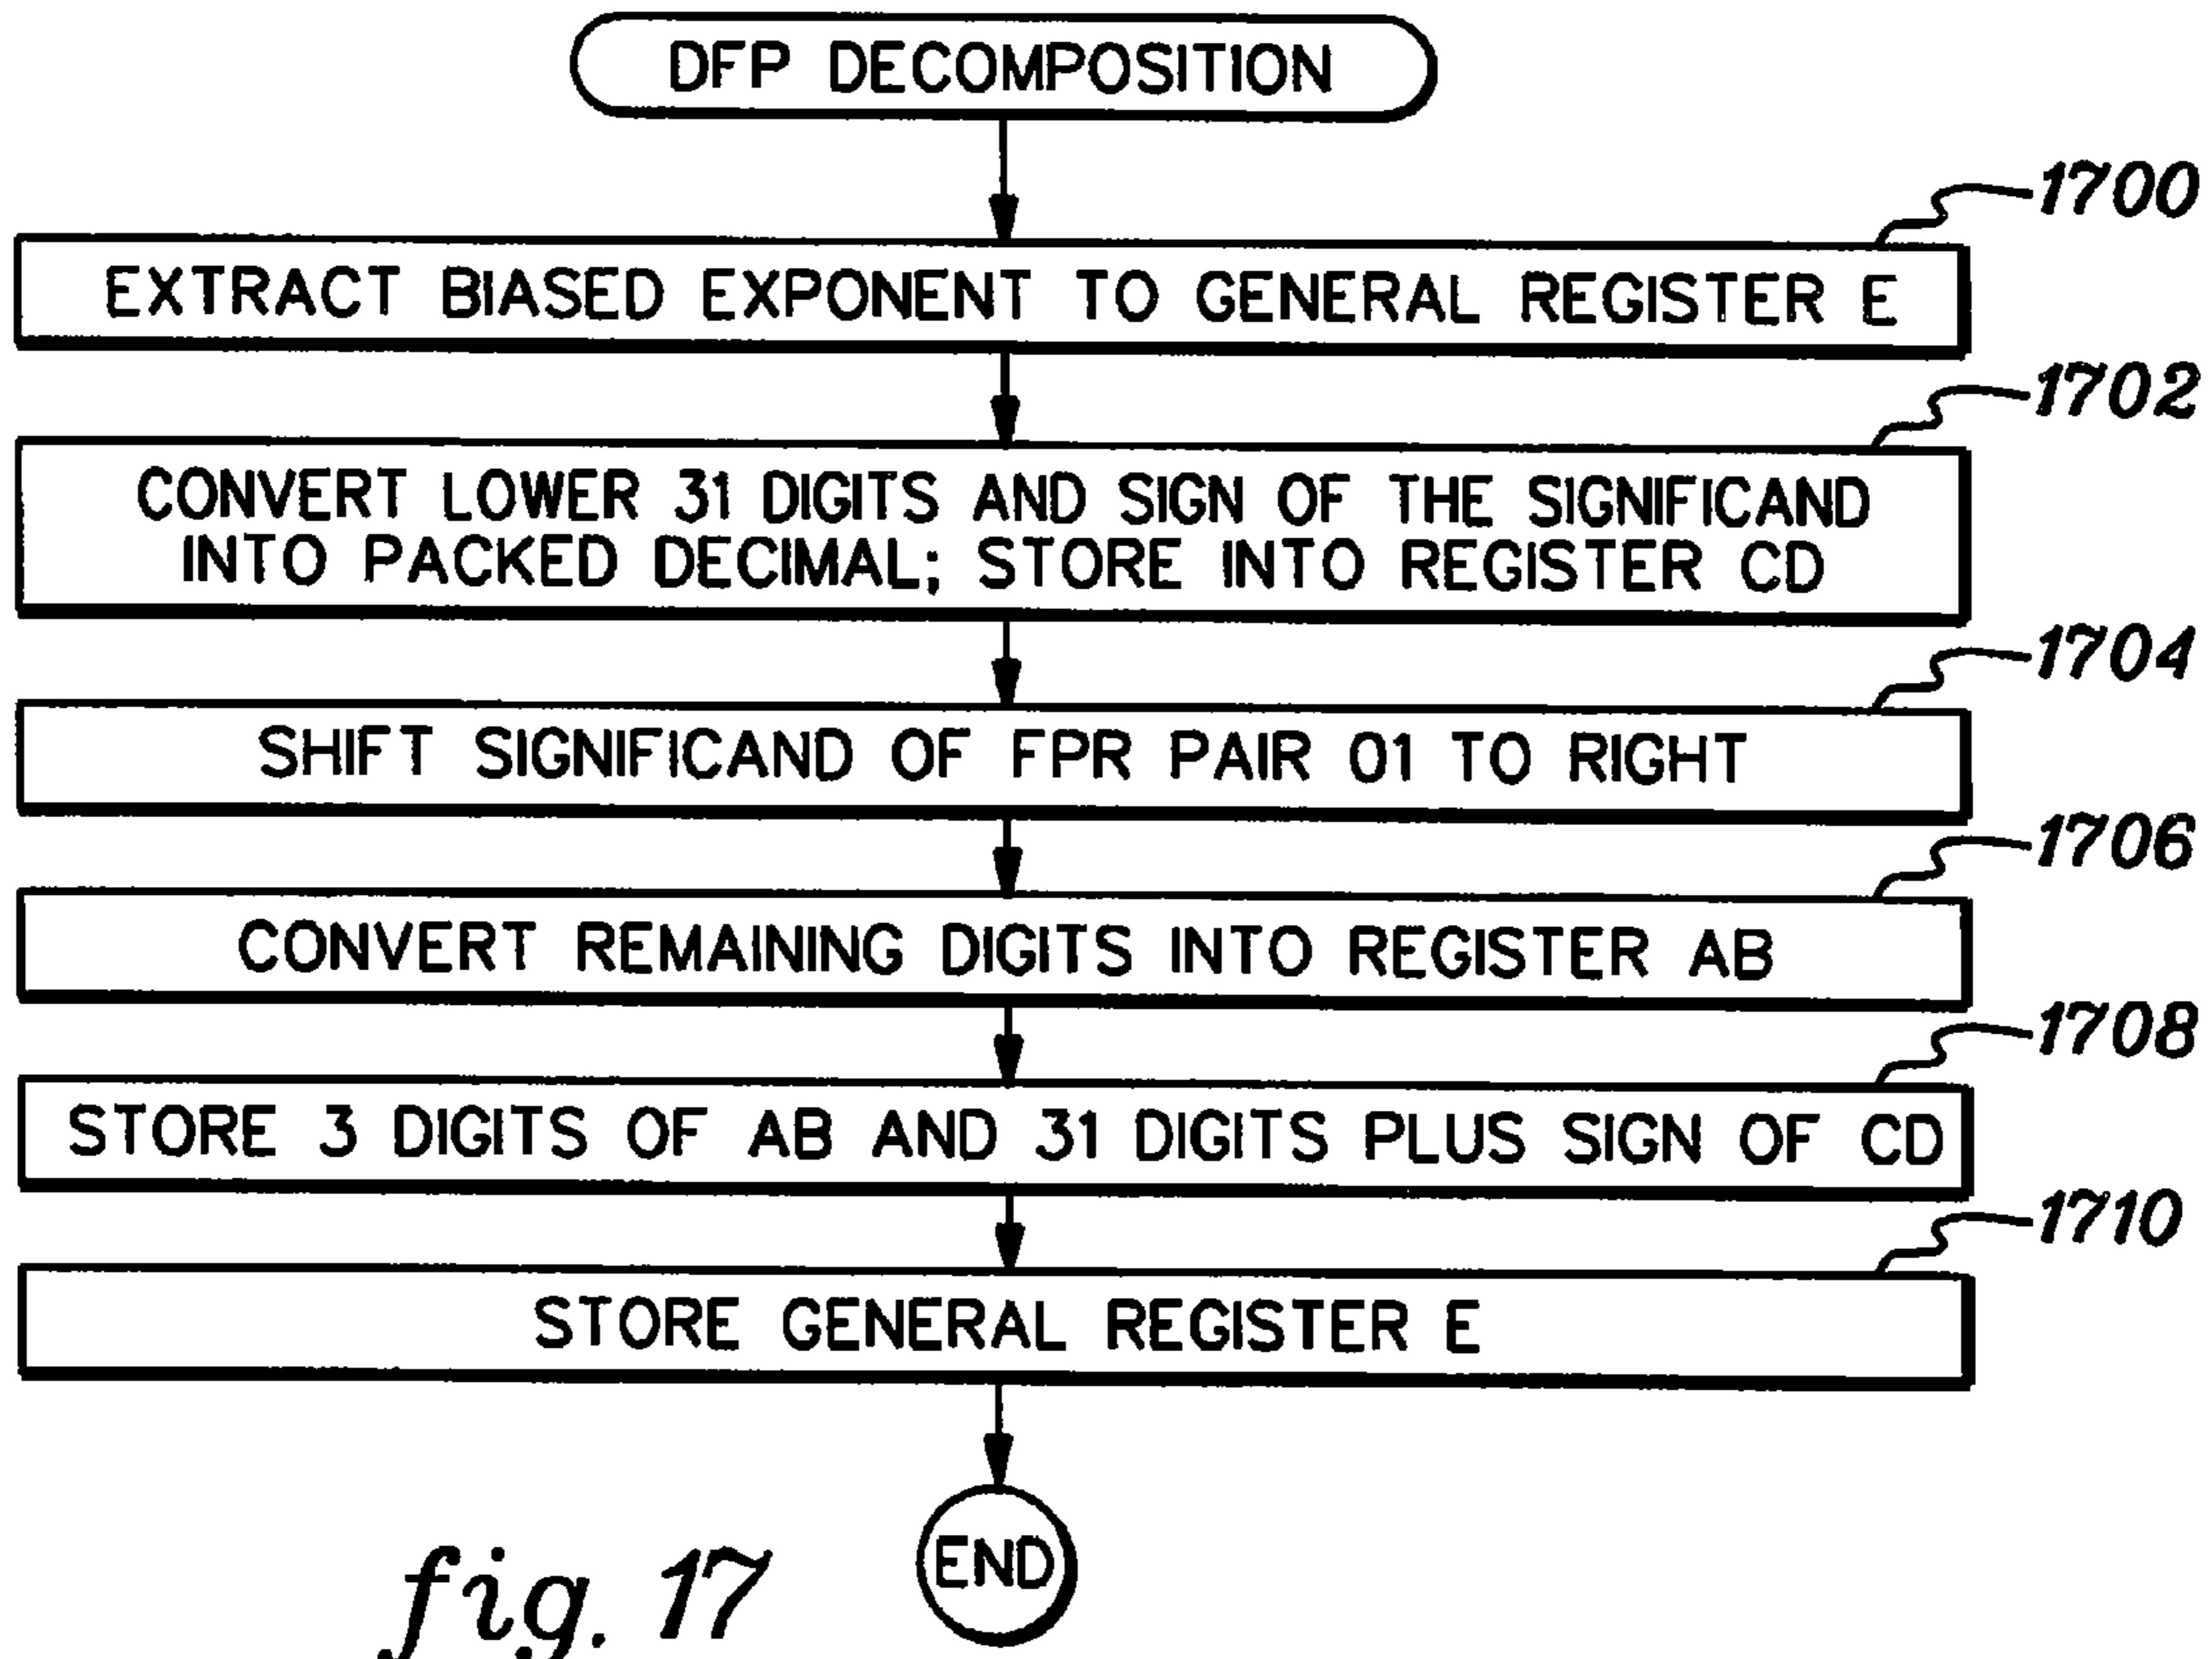 DFP DECOMPOSITION
1700
EXTRACT BIASED EXPONENT TO GENERAL REGISTER E
1702
CONVERT LOWER 31 DIGITS AND SIGN OF THE SIGNIFICAND
INTO PACKED DECIMAL; STORE INTO REGISTER CD
1704
SHIFT SIGNIFICAND OF FPR PAIR 01 TO RIGHT
1706
CONVERT REMAINING DIGITS INTO REGISTER AB
1708
STORE 3 DIGITS OF AB AND 31 DIGITS PLUS SIGN OF CD
1710
STORE GENERAL REGISTER E
END
fig. 17